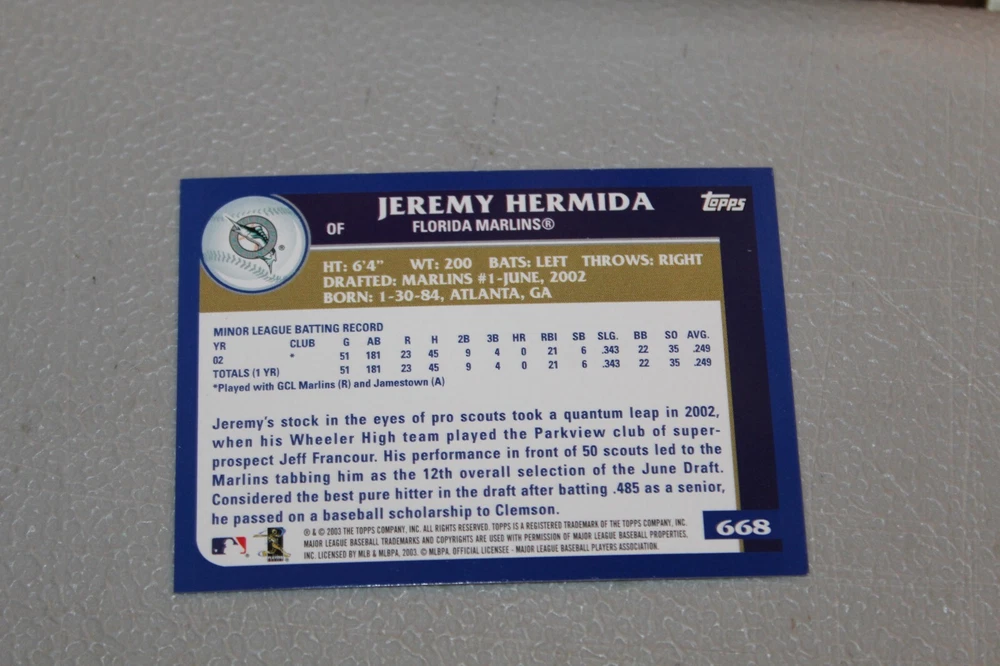 JEREMY HERMIDA
topps
OF
FLORIDA MARLINS®
HT: 6'4" WT: 200 BATS: LEFT THROWS: RIGHT
DRAFTED: MARLINS #1-JUNE, 2002
BORN: 1-30-84, ATLANTA, GA
MINOR LEAGUE BATTING RECORD
YR CLUB G AB R H 2B 3B HR RBI SB SLG. BB SO AVG.
02 * 51 181 23 45 9 4 0 21 6 .343 22 35 .249
TOTALS (1 YR) 51 181 23 45 9 4 0 21 6 .343 22 35 .249
*Played with GCL Marlins (R) and Jamestown (A)
Jeremy's stock in the eyes of pro scouts took a quantum leap in 2002,
when his Wheeler High team played the Parkview club of super-
prospect Jeff Francour. His performance in front of 50 scouts led to the
Marlins tabbing him as the 12th overall selection of the June Draft.
Considered the best pure hitter in the draft after batting .485 as a senior,
he passed on a baseball scholarship to Clemson.
® & © 2003 THE TOPPS COMPANY, INC. ALL RIGHTS RESERVED. TOPPS IS A REGISTERED TRADEMARK OF THE TOPPS COMPANY, INC.
MAJOR LEAGUE BASEBALL TRADEMARKS AND COPYRIGHTS ARE USED WITH PERMISSION OF MAJOR LEAGUE BASEBALL PROPERTIES,
INC. LICENSED BY MLB & MLBPA, 2003. © MLBPA, OFFICIAL LICENSEE - MAJOR LEAGUE BASEBALL PLAYERS ASSOCIATION.
668